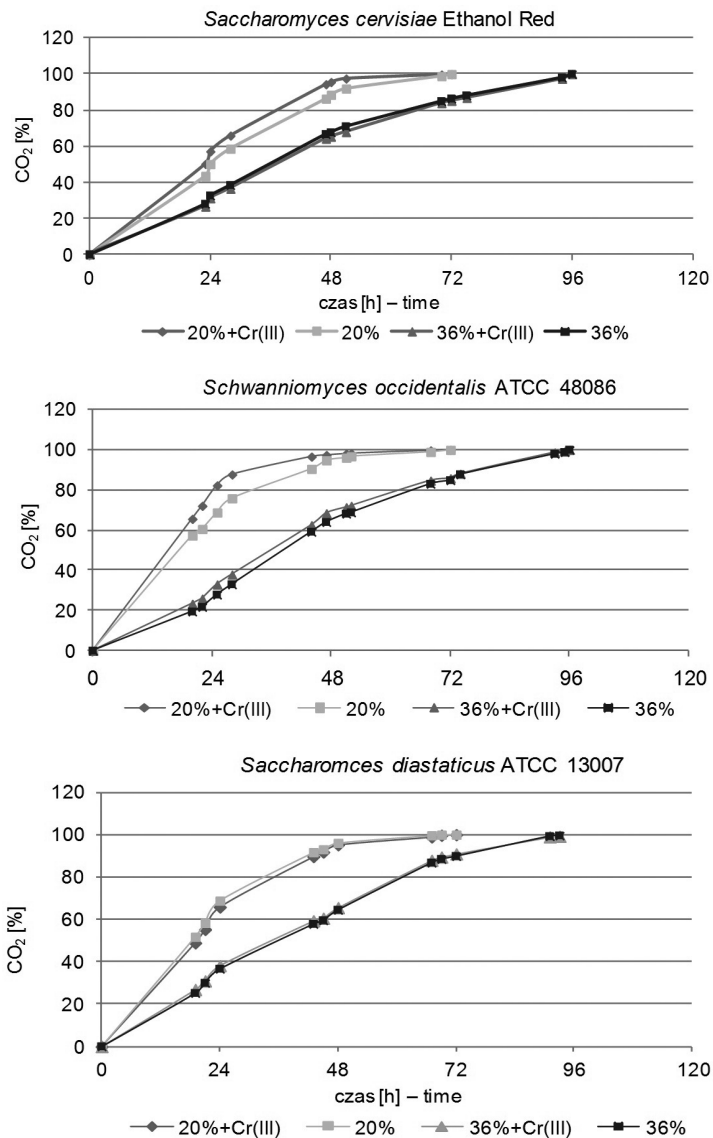 Saccharomyces cervisiae Ethanol Red
120
100
80
60
40
20
0
CO₂ [%]
0 24 48 72 96 120
czas [h] – time
20%+Cr(III) 20% 36%+Cr(III) 36%
Schwanniomyces occidentalis ATCC 48086
120
100
80
60
40
20
0
CO₂ [%]
0 24 48 72 96 120
20%+Cr(III) 20% 36%+Cr(III) 36%
Saccharomces diastaticus ATCC 13007
120
100
80
60
40
20
0
CO₂ [%]
0 24 48 72 96 120
czas [h] – time
20%+Cr(III) 20% 36%+Cr(III) 36%